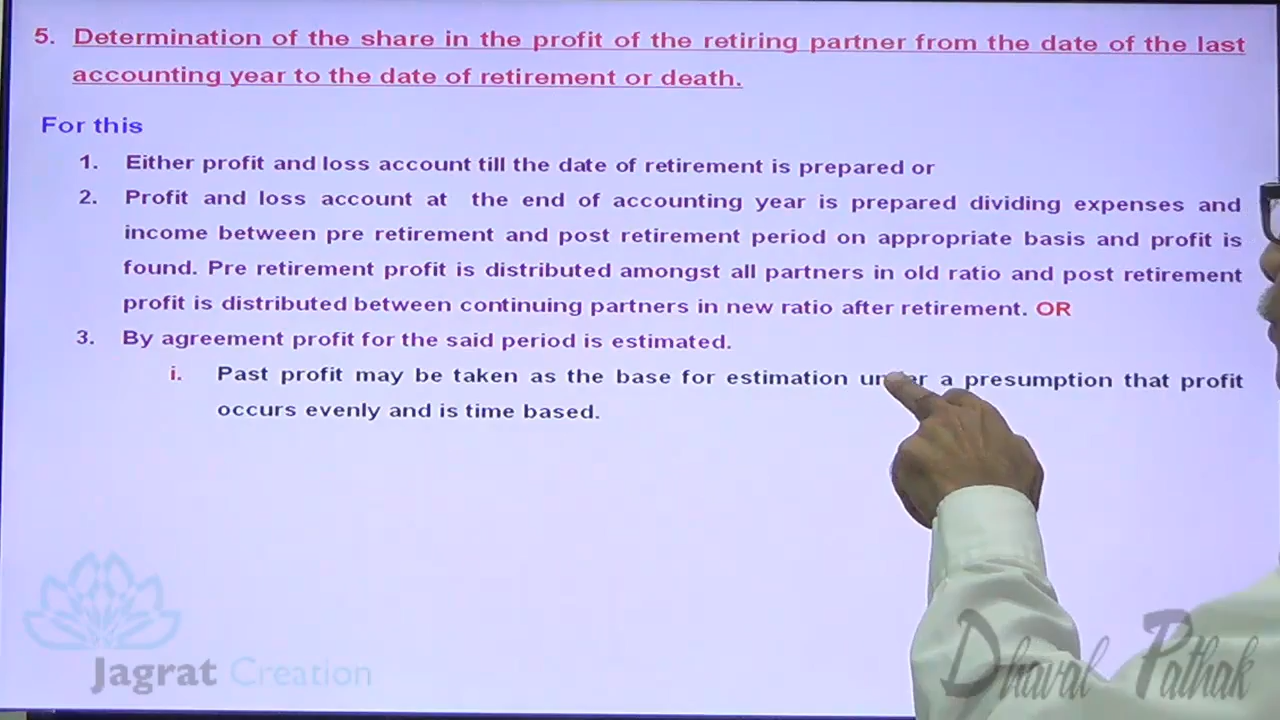 5. Determination of the share in the profit of the retiring partner from the date of the last
accounting year to the date of retirement or death.
For this
1. Either profit and loss account till the date of retirement is prepared or
2. Profit and loss account at the end of accounting year is prepared dividing expenses and
income between pre retirement and post retirement period on appropriate basis and profit is
found. Pre retirement profit is distributed amongst all partners in old ratio and post retirement
profit is distributed between continuing partners in new ratio after retirement. OR
3. By agreement profit for the said period is estimated.
i. Past profit may be taken as the base for estimation under a presumption that profit
occurs evenly and is time based.
Jagrat Creation
Dhaval Pathak